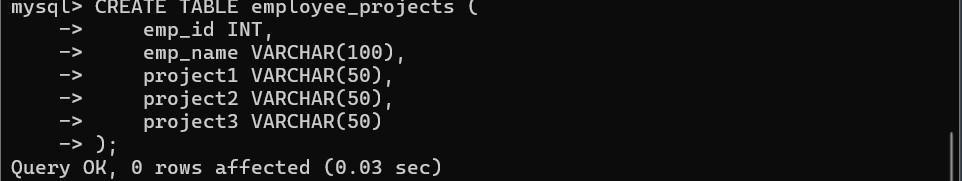 mysql> CREATE TABLE employee_projects (
    ->     emp_id INT,
    ->     emp_name VARCHAR(100),
    ->     project1 VARCHAR(50),
    ->     project2 VARCHAR(50),
    ->     project3 VARCHAR(50)
    -> );
Query OK, 0 rows affected (0.03 sec)